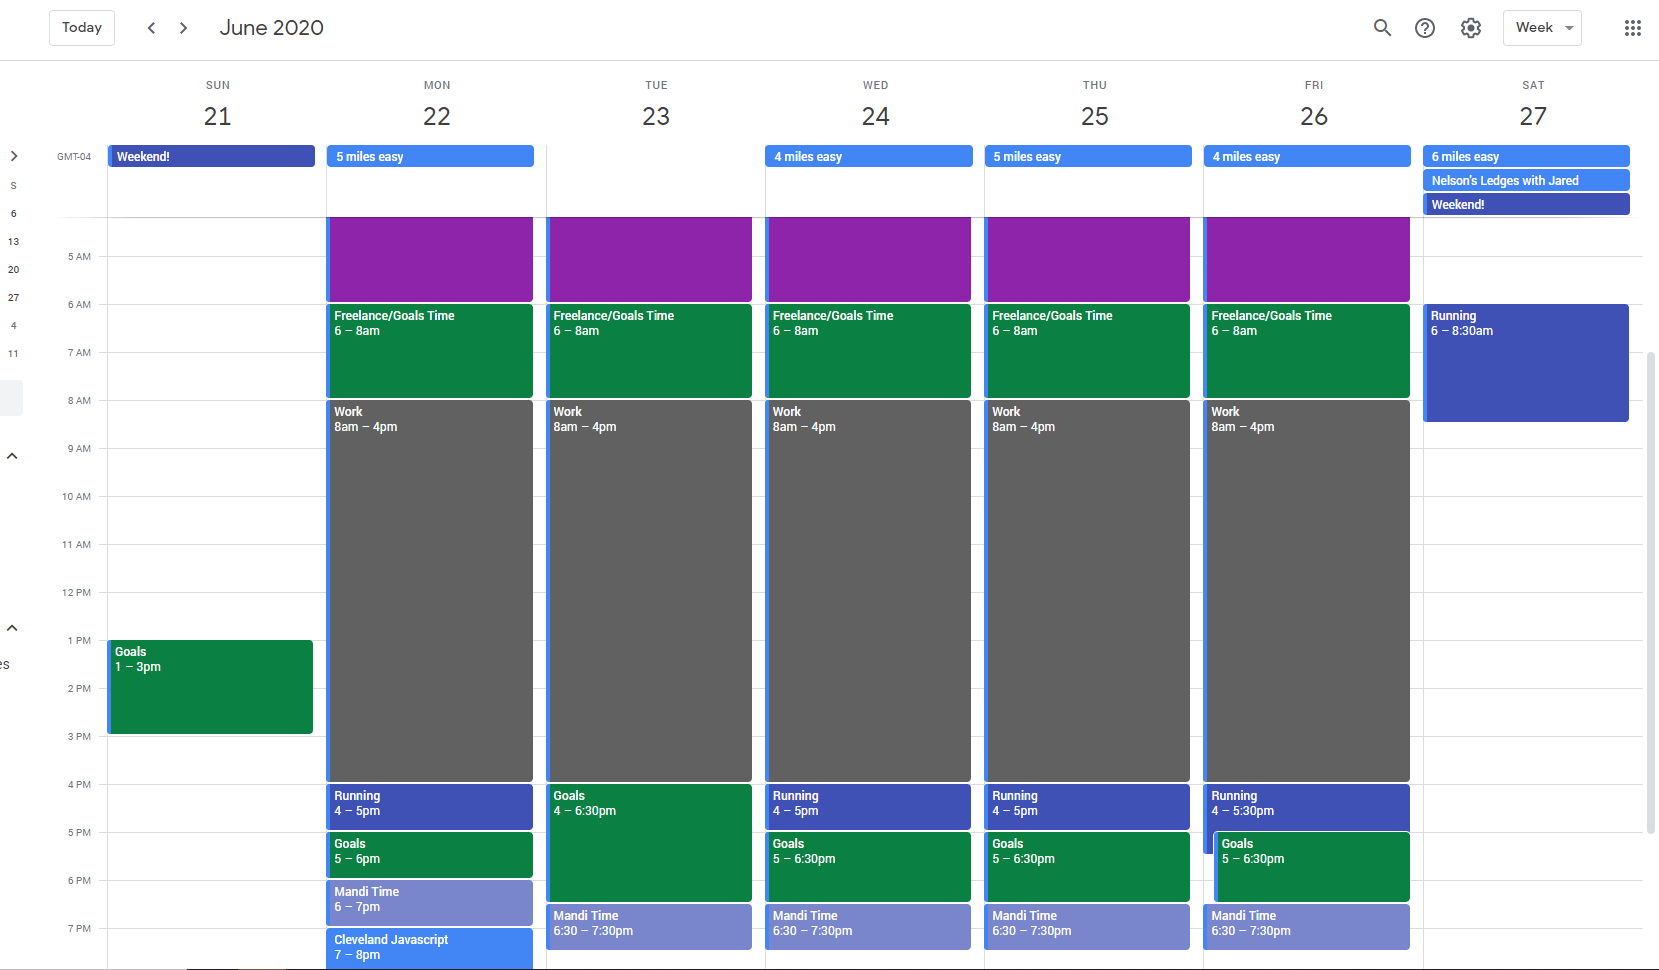 Today
June 2020
Week
SUN
MON
TUE
WED
THU
FRI
SAT
21
22
23
24
25
26
27
GMT-04
Weekend!
5 miles easy
4 miles easy
5 miles easy
4 miles easy
6 miles easy
Nelson's Ledges with Jared
Weekend!
S
6
13
20
27
4
11
es
5 AM
6 AM
7 AM
8 AM
9 AM
10 AM
11 AM
12 PM
1 PM
2 PM
3 PM
4 PM
5 PM
6 PM
7 PM
Goals
1 – 3pm
Freelance/Goals Time
6 – 8am
Work
8am – 4pm
Running
4 – 5pm
Goals
5 – 6pm
Mandi Time
6 – 7pm
Cleveland Javascript
7 – 8pm
Freelance/Goals Time
6 – 8am
Work
8am – 4pm
Goals
4 – 6:30pm
Mandi Time
6:30 – 7:30pm
Freelance/Goals Time
6 – 8am
Work
8am – 4pm
Running
4 – 5pm
Goals
5 – 6:30pm
Mandi Time
6:30 – 7:30pm
Freelance/Goals Time
6 – 8am
Work
8am – 4pm
Running
4 – 5pm
Goals
5 – 6:30pm
Mandi Time
6:30 – 7:30pm
Freelance/Goals Time
6 – 8am
Work
8am – 4pm
Running
4 – 5:30pm
Goals
5 – 6:30pm
Mandi Time
6:30 – 7:30pm
Running
6 – 8:30am